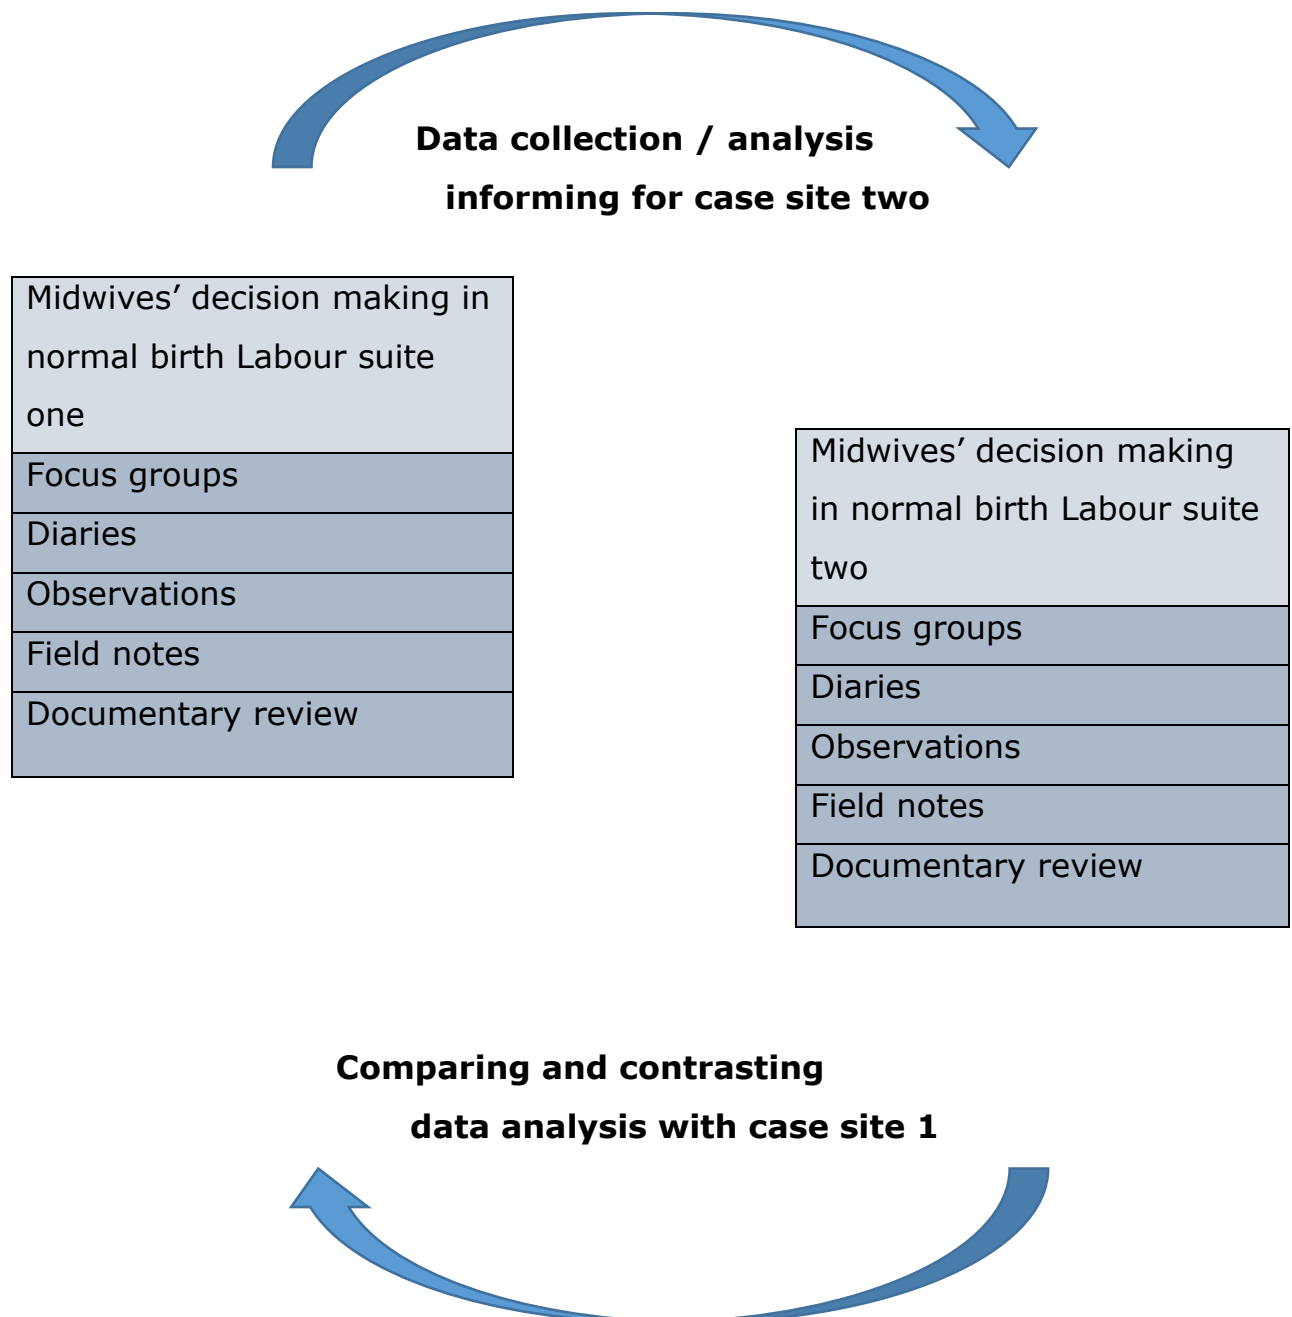 Data collection / analysis
informing for case site two
Midwives’ decision making in
normal birth Labour suite
one
Focus groups
Diaries
Observations
Field notes
Documentary review
Midwives’ decision making
in normal birth Labour suite
two
Focus groups
Diaries
Observations
Field notes
Documentary review
Comparing and contrasting
data analysis with case site 1